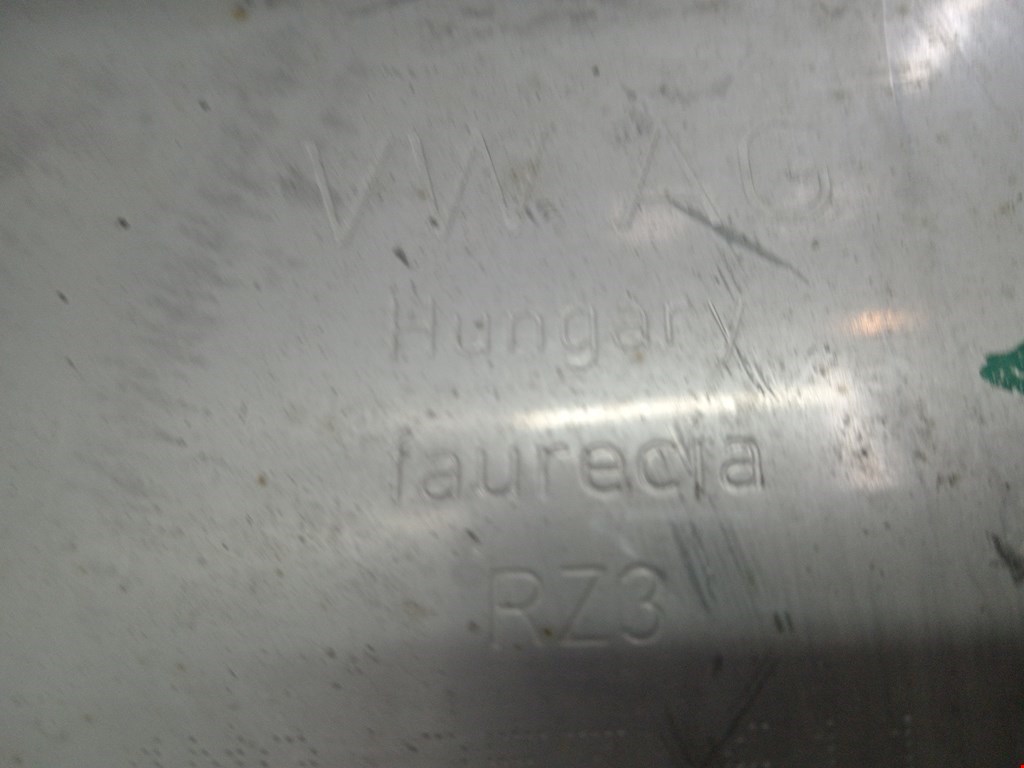 VW AG
Hungary
faurecia
RZ3